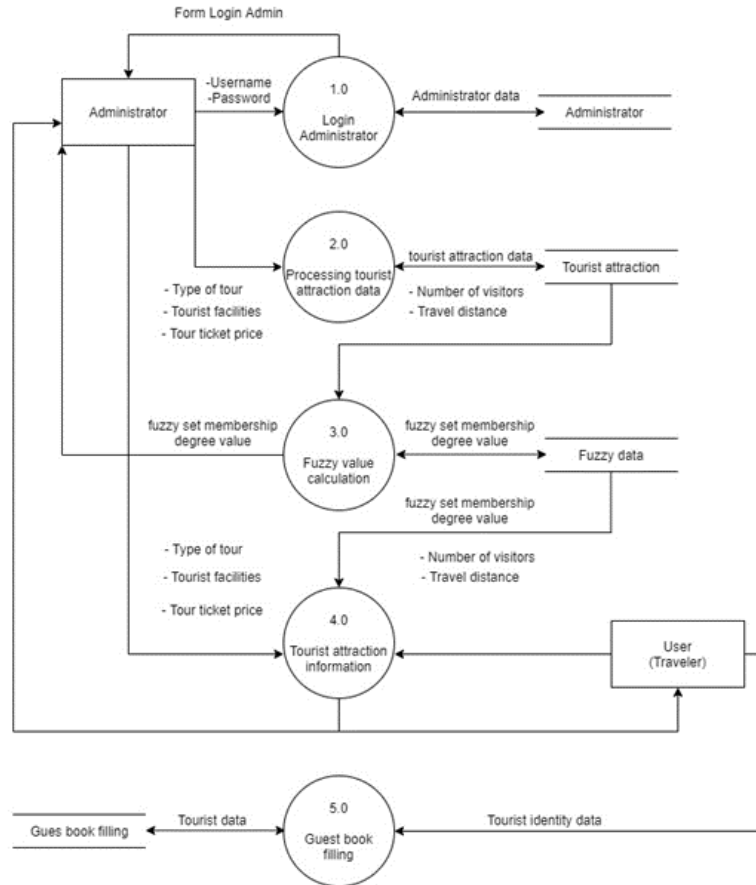 Form Login Admin
-Username
-Password
Administrator
1.0
Login
Administrator
Administrator data
Administrator
2.0
Processing tourist
attraction data
tourist attraction data
Tourist attraction
- Type of tour
- Tourist facilities
- Tour ticket price
- Number of visitors
- Travel distance
fuzzy set membership
degree value
3.0
Fuzzy value
calculation
fuzzy set membership
degree value
Fuzzy data
fuzzy set membership
degree value
- Type of tour
- Tourist facilities
- Tour ticket price
- Number of visitors
- Travel distance
4.0
Tourist attraction
information
User
(Traveler)
Gues book filling
Tourist data
5.0
Guest book
filling
Tourist identity data